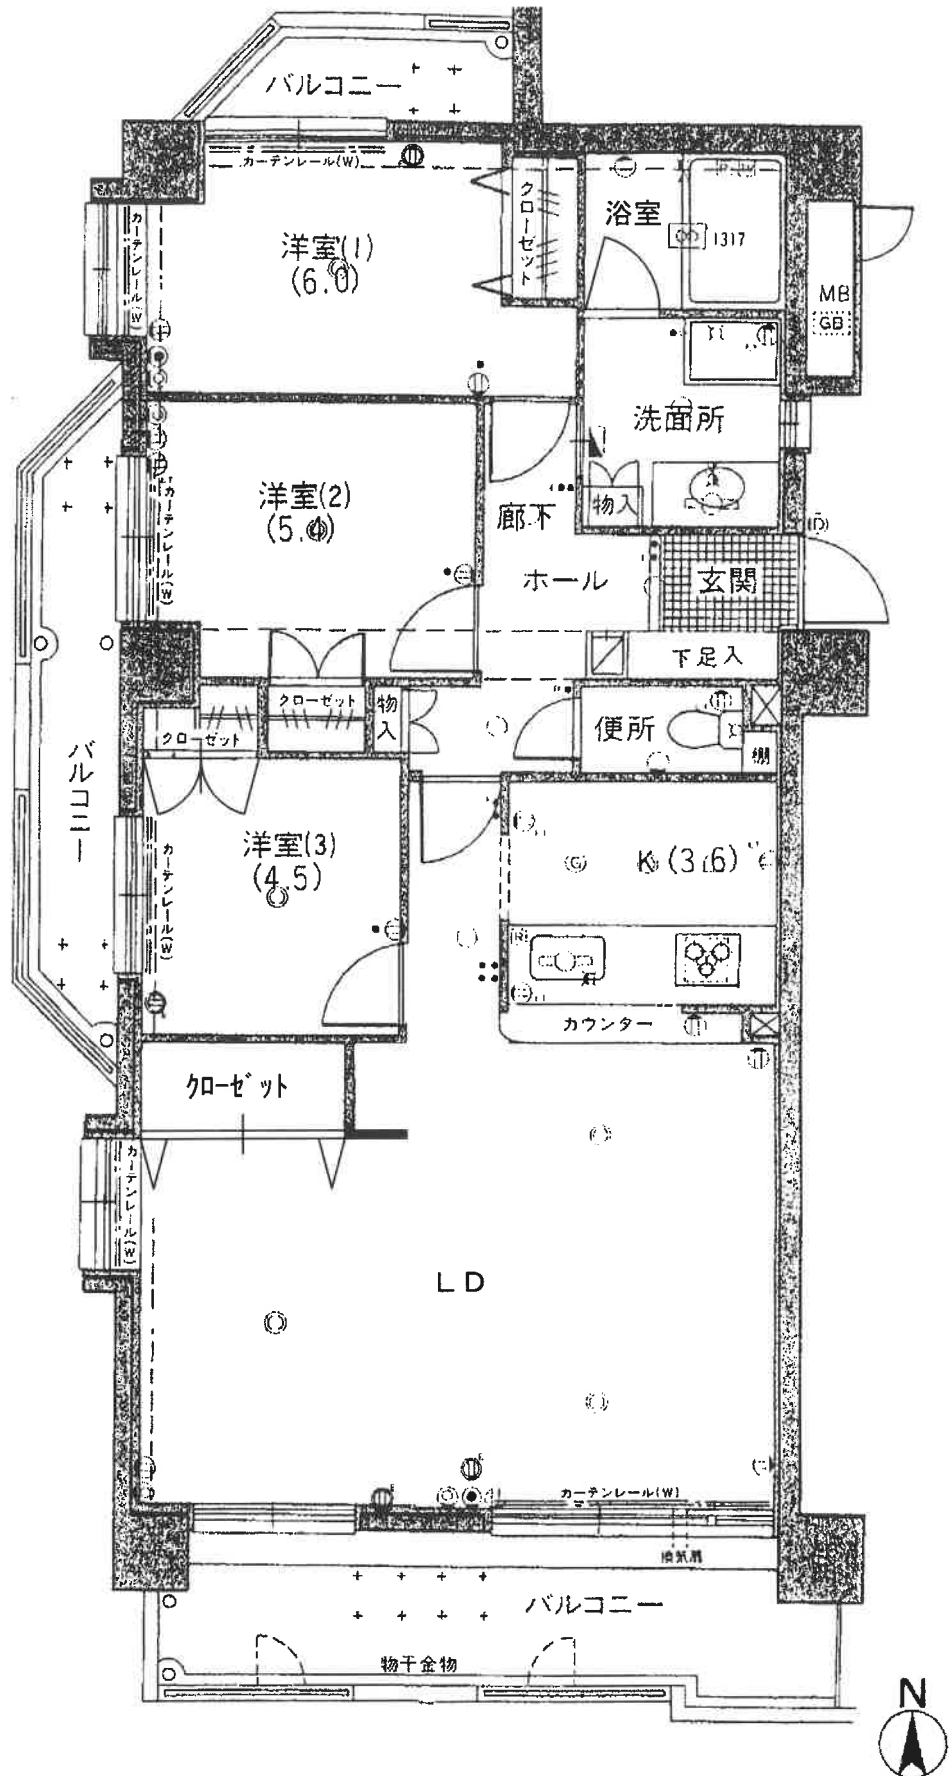 バルコニー
カーテンレール(W)
クローゼット
浴室
1317
カーテンレール(W
洋室(1)
(6.0)
MB
GB
洗面所
カーテンレール(W)
洋室(2)
(5.4)
廊下
物入
(D)
ホール
玄関
下足入
クローゼット
クローゼット
物入
便所
棚
バルコニー
カーテンレール(W)
洋室(3)
(4.5)
K (3.6)
カウンター
クローゼット
カーテンレール(W)
LD
カーテンレール(W)
換気扇
バルコニー
物干金物
N